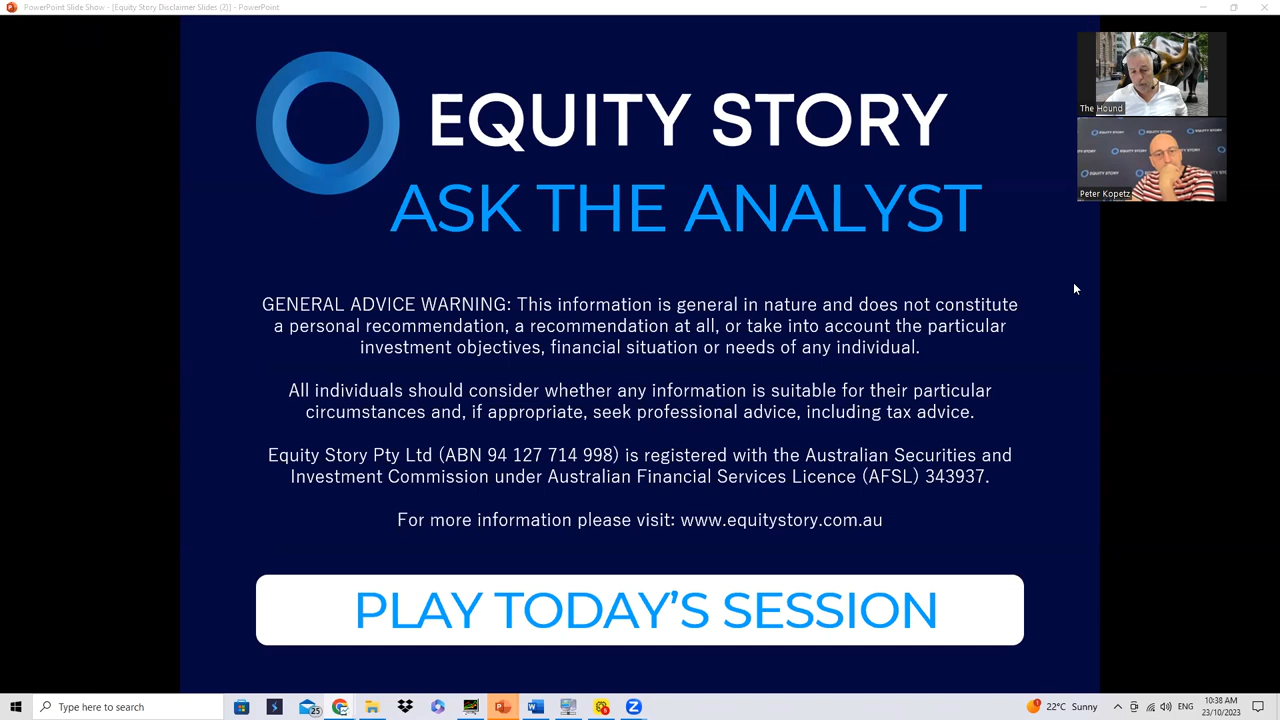 PowerPoint Slide Show - [Equity Story Disclaimer Slides (2)] - PowerPoint
EQUITY STORY
ASK THE ANALYST
The Hound
EQUITY STORY
Peter Kopetz
GENERAL ADVICE WARNING: This information is general in nature and does not constitute
a personal recommendation, a recommendation at all, or take into account the particular
investment objectives, financial situation or needs of any individual.
All individuals should consider whether any information is suitable for their particular
circumstances and, if appropriate, seek professional advice, including tax advice.
Equity Story Pty Ltd (ABN 94 127 714 998) is registered with the Australian Securities and
Investment Commission under Australian Financial Services Licence (AFSL) 343937.
For more information please visit: www.equitystory.com.au
PLAY TODAY'S SESSION
Type here to search
25
22°C Sunny
ENG
10:38 AM
23/10/2023